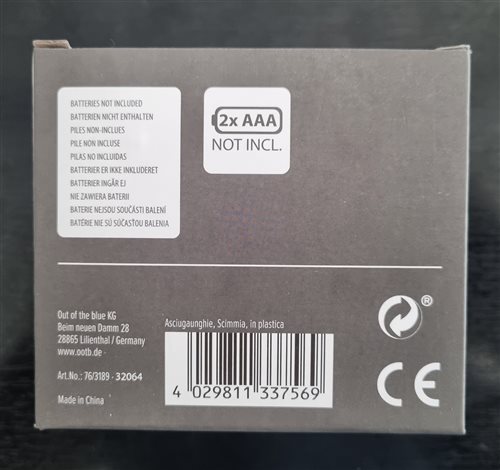 BATTERIES NOT INCLUDED
BATTERIEN NICHT ENTHALTEN
PILES NON-INCLUES
PILE NON INCLUSE
PILAS NO INCLUIDAS
BATTERIER ER IKKE INKLUDERET
BATTERIER INGÅR EJ
NIE ZAWIERA BATERII
BATERIE NEJSOU SOUČÁSTI BALENÍ
BATÉRIE NIE SÚ SÚČASŤOU BALENIA
2x AAA
NOT INCL.
Out of the blue KG
Beim neuen Damm 28
28865 Lilienthal / Germany
www.ootb.de
Art.No.: 76/3189 - 32064
Made in China
Asciugaunghie, Scimmia, in plastica
4 029811 337569
®
CE